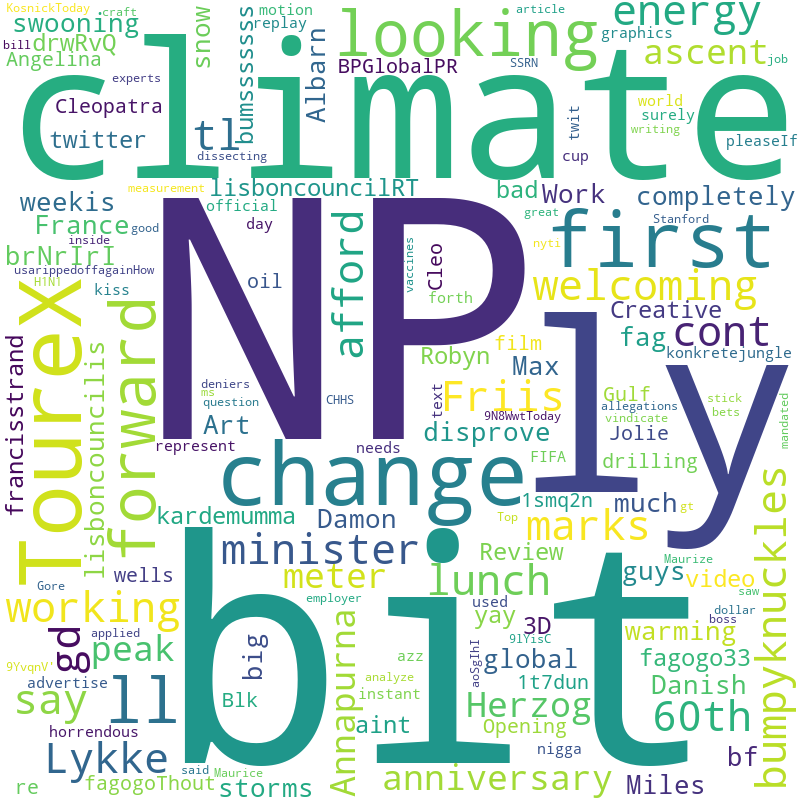 KosnickToday craft motion article
swooning replay looking energy
bill drwRvQ snow bumsssssss graphics job
Angelina experts Albarn BPGlobalPR SSRN ascent
climate
Cleopatra world surely
twitter tl dissecting cup twit writing pleaseIf
measurement lisboncouncilRT bad Work completely
weekis official great Stanford
France good day NP first
inside afford vaccines Cleo nyti
brNrIrI usarippedoffagainHow oil welcoming
H1N1 kiss forth Creative
Tourex forward film fag cont
francisstrand Robyn Max konkretejungle
lisboncouncilis deniers ms CHHS text Friis Gulf stick
question 9N8WwtToday allegations bets
Art disprove vindicate mandated
represent needs Jolie ly
change FIFA drilling
1smq2n much bumpyknuckles
kardemumma Damon Top marks gt
minister Review Maurize
wells meter lunch guys video
Gore employer used saw
working bit yay 3D dollar
gd applied peak big Annapurna 91YisC boss warming
9YvqnV' azz aoSgIhI global fagogo33
advertise analyze 1t7dun Danish
say ll Blk instant Herzog 60th
horrendous aint Opening
Lykke said Maurice nigga bf
re fagogoThout storms anniversary Miles